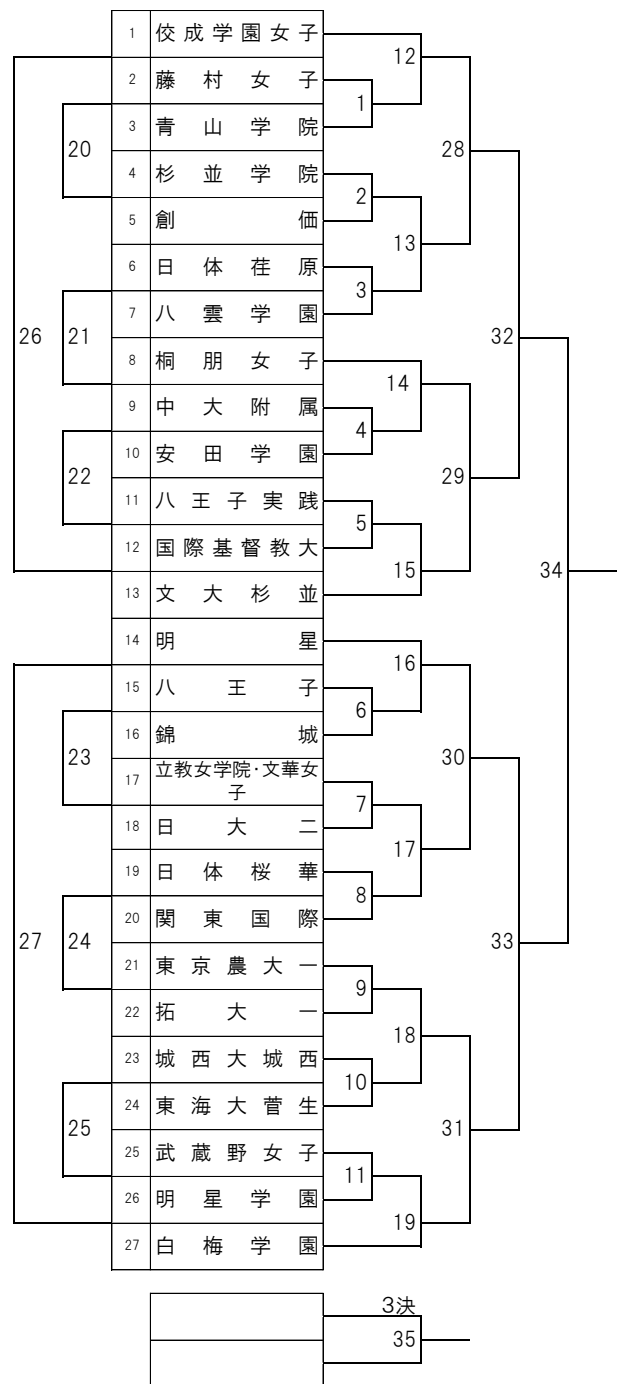 1 佼成学園女子
2 藤村女子
3 青山学院
4 杉並学院
5 創価
6 日体荏原
7 八雲学園
8 桐朋女子
9 中大附属
10 安田学園
11 八王子実践
12 国際基督教大
13 文大杉並
14 明星
15 八王子
16 錦城
17 立教女学院・文華女
子
18 日大二
19 日体桜華
20 関東国際
21 東京農大一
22 拓大一
23 城西大城西
24 東海大菅生
25 武蔵野女子
26 明星学園
27 白梅学園
20
21
22
26
23
24
25
27
1
2
3
4
5
6
7
8
9
10
11
12
13
14
15
16
17
18
19
28
29
30
31
32
33
34
3決
35